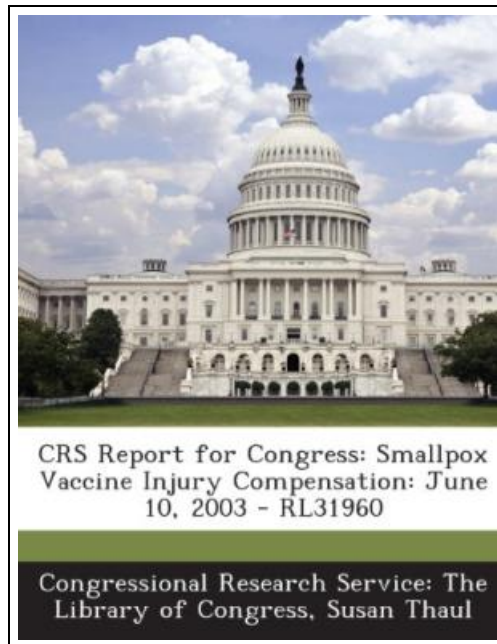 CRS Report for Congress: Smallpox
Vaccine Injury Compensation: June
10, 2003 - RL31960
Congressional Research Service: The
Library of Congress, Susan Thaul